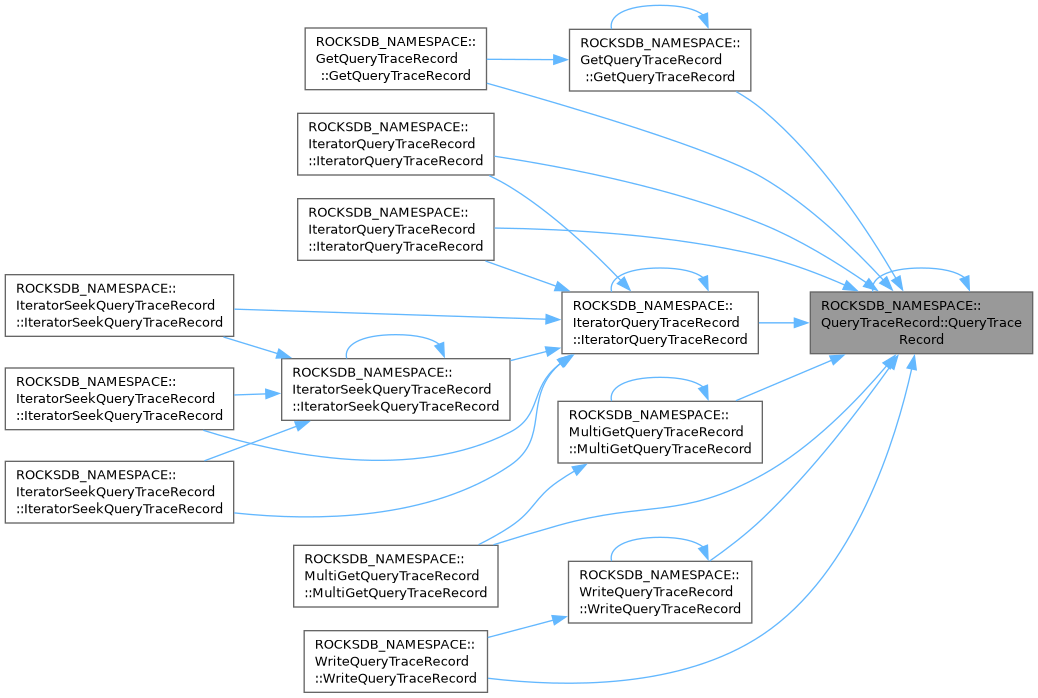 ROCKSDB_NAMESPACE::
GetQueryTraceRecord
::GetQueryTraceRecord
ROCKSDB_NAMESPACE::
GetQueryTraceRecord
::GetQueryTraceRecord
ROCKSDB_NAMESPACE::
IteratorQueryTraceRecord
::IteratorQueryTraceRecord
ROCKSDB_NAMESPACE::
IteratorQueryTraceRecord
::IteratorQueryTraceRecord
ROCKSDB_NAMESPACE::
IteratorSeekQueryTraceRecord
::IteratorSeekQueryTraceRecord
ROCKSDB_NAMESPACE::
IteratorQueryTraceRecord
::IteratorQueryTraceRecord
ROCKSDB_NAMESPACE::
QueryTraceRecord::QueryTrace
Record
ROCKSDB_NAMESPACE::
IteratorSeekQueryTraceRecord
::IteratorSeekQueryTraceRecord
ROCKSDB_NAMESPACE::
IteratorSeekQueryTraceRecord
::IteratorSeekQueryTraceRecord
ROCKSDB_NAMESPACE::
MultiGetQueryTraceRecord
::MultiGetQueryTraceRecord
ROCKSDB_NAMESPACE::
IteratorSeekQueryTraceRecord
::IteratorSeekQueryTraceRecord
ROCKSDB_NAMESPACE::
MultiGetQueryTraceRecord
::MultiGetQueryTraceRecord
ROCKSDB_NAMESPACE::
WriteQueryTraceRecord
::WriteQueryTraceRecord
ROCKSDB_NAMESPACE::
WriteQueryTraceRecord
::WriteQueryTraceRecord